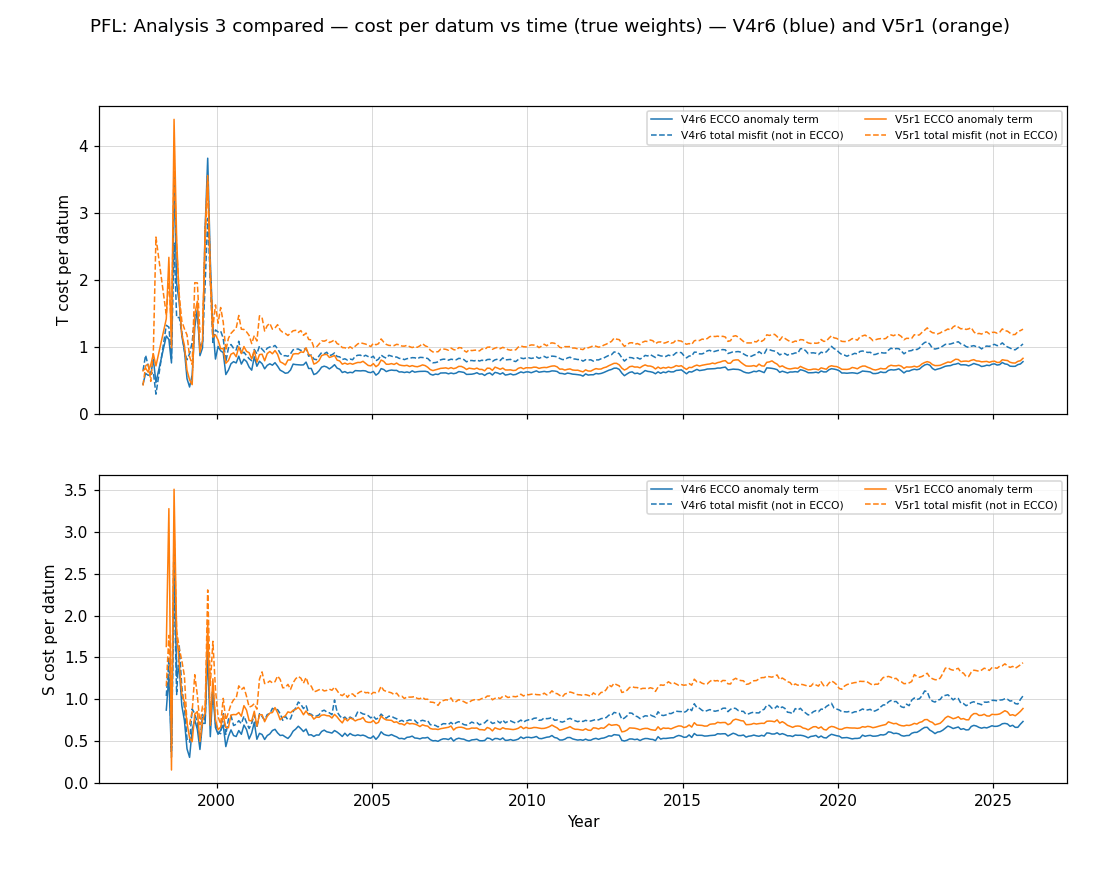 PFL: Analysis 3 compared — cost per datum vs time (true weights) — V4r6 (blue) and V5r1 (orange)
V4r6 ECCO anomaly term
V4r6 total misfit (not in ECCO)
V5r1 ECCO anomaly term
V5r1 total misfit (not in ECCO)
T cost per datum
4
3
2
1
0
V4r6 ECCO anomaly term
V4r6 total misfit (not in ECCO)
V5r1 ECCO anomaly term
V5r1 total misfit (not in ECCO)
S cost per datum
3.5
3.0
2.5
2.0
1.5
1.0
0.5
0.0
2000 2005 2010 2015 2020 2025
Year